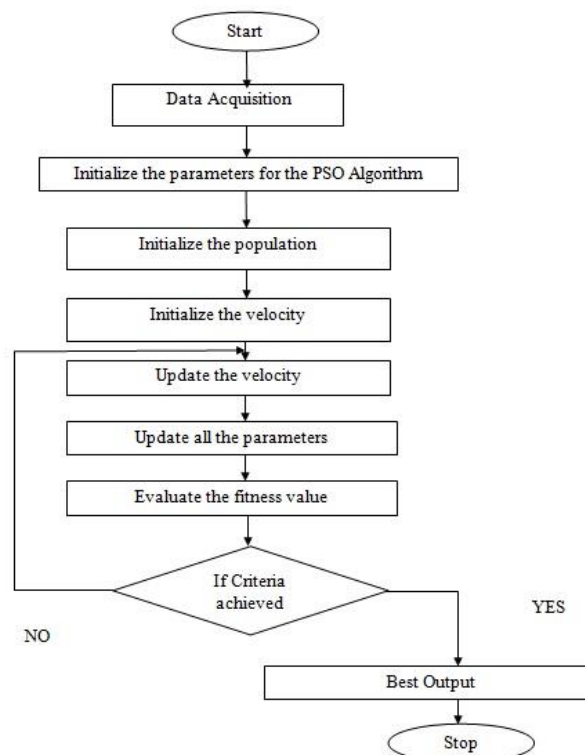 Start
Data Acquisition
Initialize the parameters for the PSO Algorithm
Initialize the population
Initialize the velocity
Update the velocity
Update all the parameters
Evaluate the fitness value
If Criteria
achieved
YES
NO
Best Output
Stop